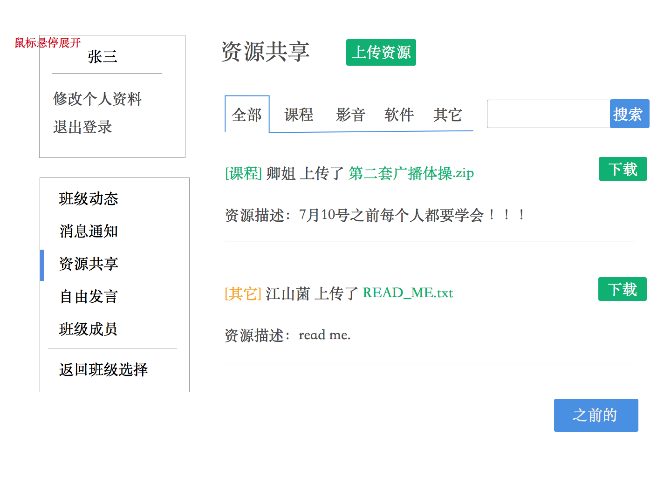 鼠标悬停展开
张三
修改个人资料
退出登录
班级动态
消息通知
资源共享
自由发言
班级成员
返回班级选择
资源共享 上传资源
全部 课程 影音 软件 其它 搜索
[课程] 卿姐 上传了 第二套广播体操.zip 下载
资源描述：7月10号之前每个人都要学会！！！
[其它] 江山菌 上传了 READ_ME.txt 下载
资源描述：read me.
之前的